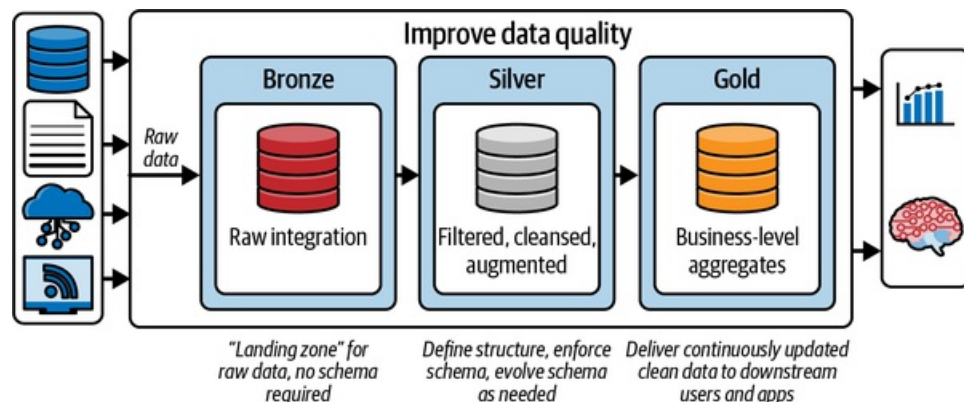 Improve data quality
Bronze
Silver
Gold
Raw
data
Raw integration
Filtered, cleansed,
augmented
Business-level
aggregates
"Landing zone" for
raw data, no schema
required
Define structure, enforce
schema, evolve schema
as needed
Deliver continuously updated
clean data to downstream
users and apps